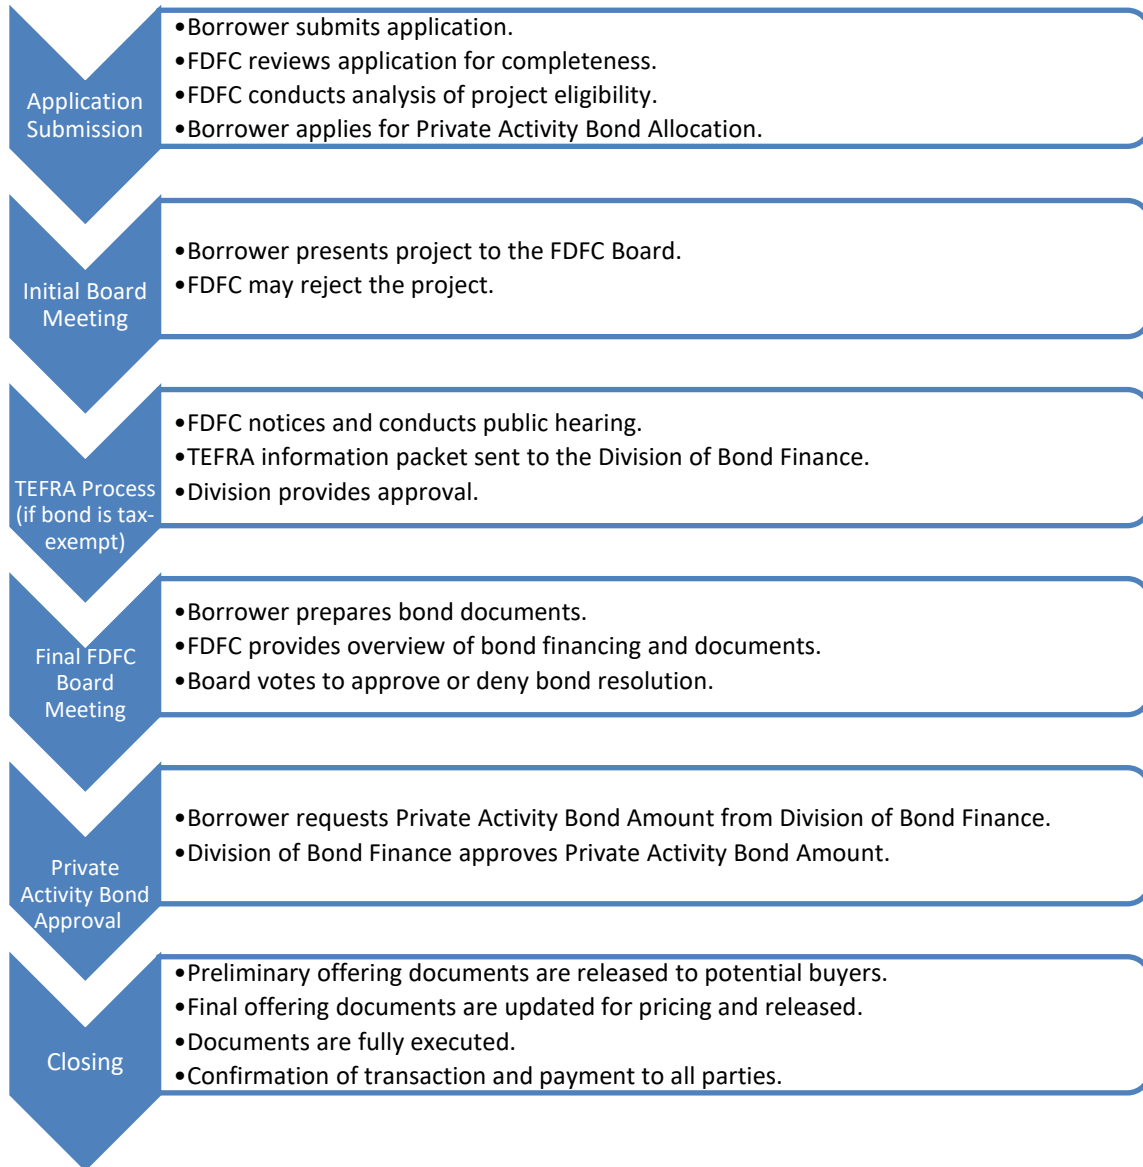 Application
Submission
•Borrower submits application.
•FDFC reviews application for completeness.
•FDFC conducts analysis of project eligibility.
•Borrower applies for Private Activity Bond Allocation.
Initial Board
Meeting
•Borrower presents project to the FDFC Board.
•FDFC may reject the project.
TEFRA Process
(if bond is tax-
exempt)
•FDFC notices and conducts public hearing.
•TEFRA information packet sent to the Division of Bond Finance.
•Division provides approval.
Final FDFC
Board
Meeting
•Borrower prepares bond documents.
•FDFC provides overview of bond financing and documents.
•Board votes to approve or deny bond resolution.
Private
Activity Bond
Approval
•Borrower requests Private Activity Bond Amount from Division of Bond Finance.
•Division of Bond Finance approves Private Activity Bond Amount.
Closing
•Preliminary offering documents are released to potential buyers.
•Final offering documents are updated for pricing and released.
•Documents are fully executed.
•Confirmation of transaction and payment to all parties.